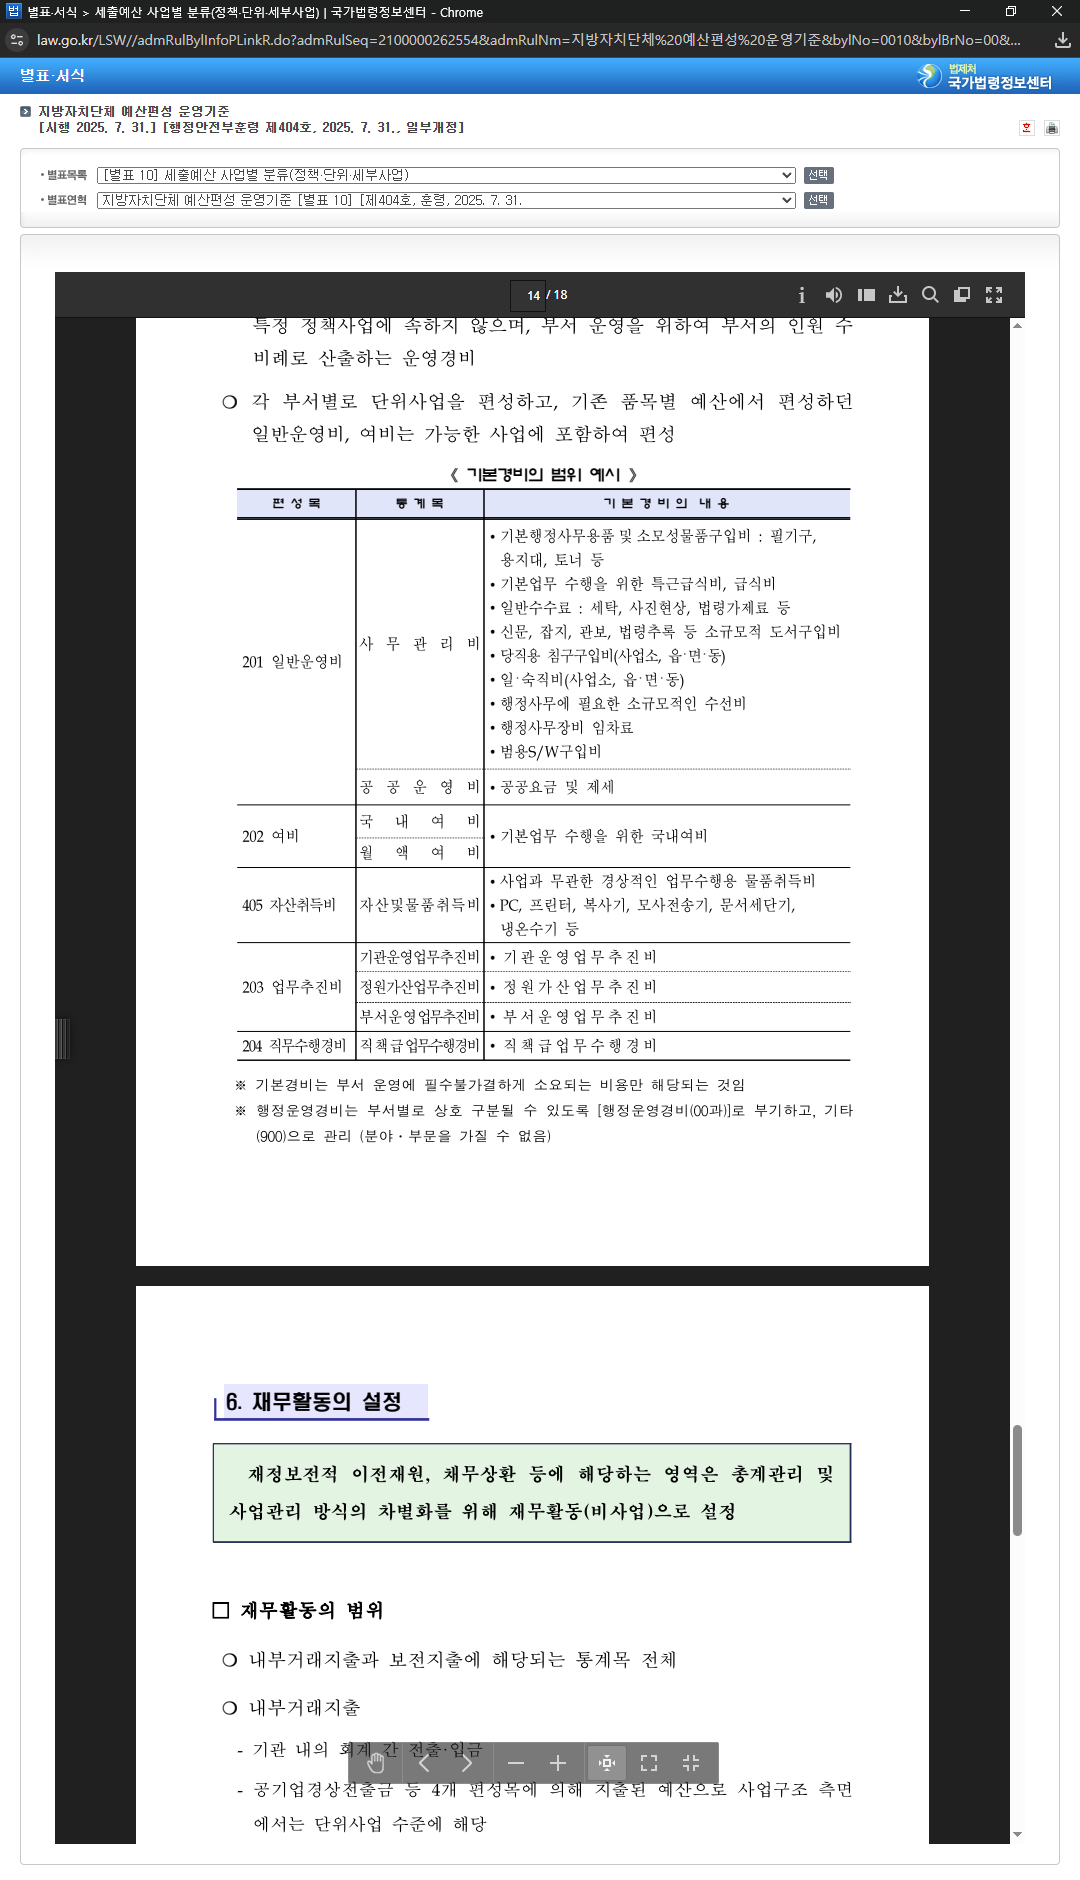 별표·서식 > 세출예산 사업별 분류(정책·단위·세부사업) | 국가법령정보센터 - Chrome
law.go.kr/LSW//admRulBylInfoPLinkR.do?admRulSeq=2100000262554&admRulNm=지방자치단체%20예산편성%20운영기준&bylNo=0010&bylBrNo=00&...
별표·서식
법제처
국가법령정보센터
지방자치단체 예산편성 운영기준
[시행 2025. 7. 31.] [행정안전부훈령 제404호, 2025. 7. 31., 일부개정]
별표목록 [별표 10] 세출예산 사업별 분류(정책·단위·세부사업) 선택
별표연혁 지방자치단체 예산편성 운영기준 [별표 10] [제404호, 훈령, 2025. 7. 31. 선택
14 / 18
특정 정책사업에 속하지 않으며, 부서 운영을 위하여 부서의 인원 수
비례로 산출하는 운영경비
❍ 각 부서별로 단위사업을 편성하고, 기존 품목별 예산에서 편성하던
일반운영비, 여비는 가능한 사업에 포함하여 편성
《 기본경비의 범위 예시 》
편 성 목 통 계 목 기 본 경 비 의 내 용
201 일반운영비
사 무 관 리 비
• 기본행정사무용품 및 소모성물품구입비 : 필기구,
용지대, 토너 등
• 기본업무 수행을 위한 특근급식비, 급식비
• 일반수수료 : 세탁, 사진현상, 법령가제료 등
• 신문, 잡지, 관보, 법령추록 등 소규모적 도서구입비
• 당직용 침구구입비(사업소, 읍·면·동)
• 일·숙직비(사업소, 읍·면·동)
• 행정사무에 필요한 소규모적인 수선비
• 행정사무장비 임차료
• 범용S/W구입비
공 공 운 영 비 • 공공요금 및 제세
202 여비
국 내 여 비
월 액 여 비
• 기본업무 수행을 위한 국내여비
405 자산취득비 자산및물품취득비
• 사업과 무관한 경상적인 업무수행용 물품취득비
• PC, 프린터, 복사기, 모사전송기, 문서세단기,
냉온수기 등
203 업무추진비
기관운영업무추진비 • 기관운영업무추진비
정원가산업무추진비 • 정원가산업무추진비
부서운영업무추진비 • 부서운영업무추진비
204 직무수행경비 직책급업무수행경비 • 직책급업무수행경비
※ 기본경비는 부서 운영에 필수불가결하게 소요되는 비용만 해당되는 것임
※ 행정운영경비는 부서별로 상호 구분될 수 있도록 [행정운영경비(00과)]로 부기하고, 기타
(900)으로 관리 (분야・부문을 가질 수 없음)
6. 재무활동의 설정
재정보전적 이전재원, 채무상환 등에 해당하는 영역은 총계관리 및
사업관리 방식의 차별화를 위해 재무활동(비사업)으로 설정
□ 재무활동의 범위
❍ 내부거래지출과 보전지출에 해당되는 통계목 전체
❍ 내부거래지출
- 기관 내의 회계 간 전출·입금
- 공기업경상전출금 등 4개 편성목에 의해 지출된 예산으로 사업구조 측면
에서는 단위사업 수준에 해당